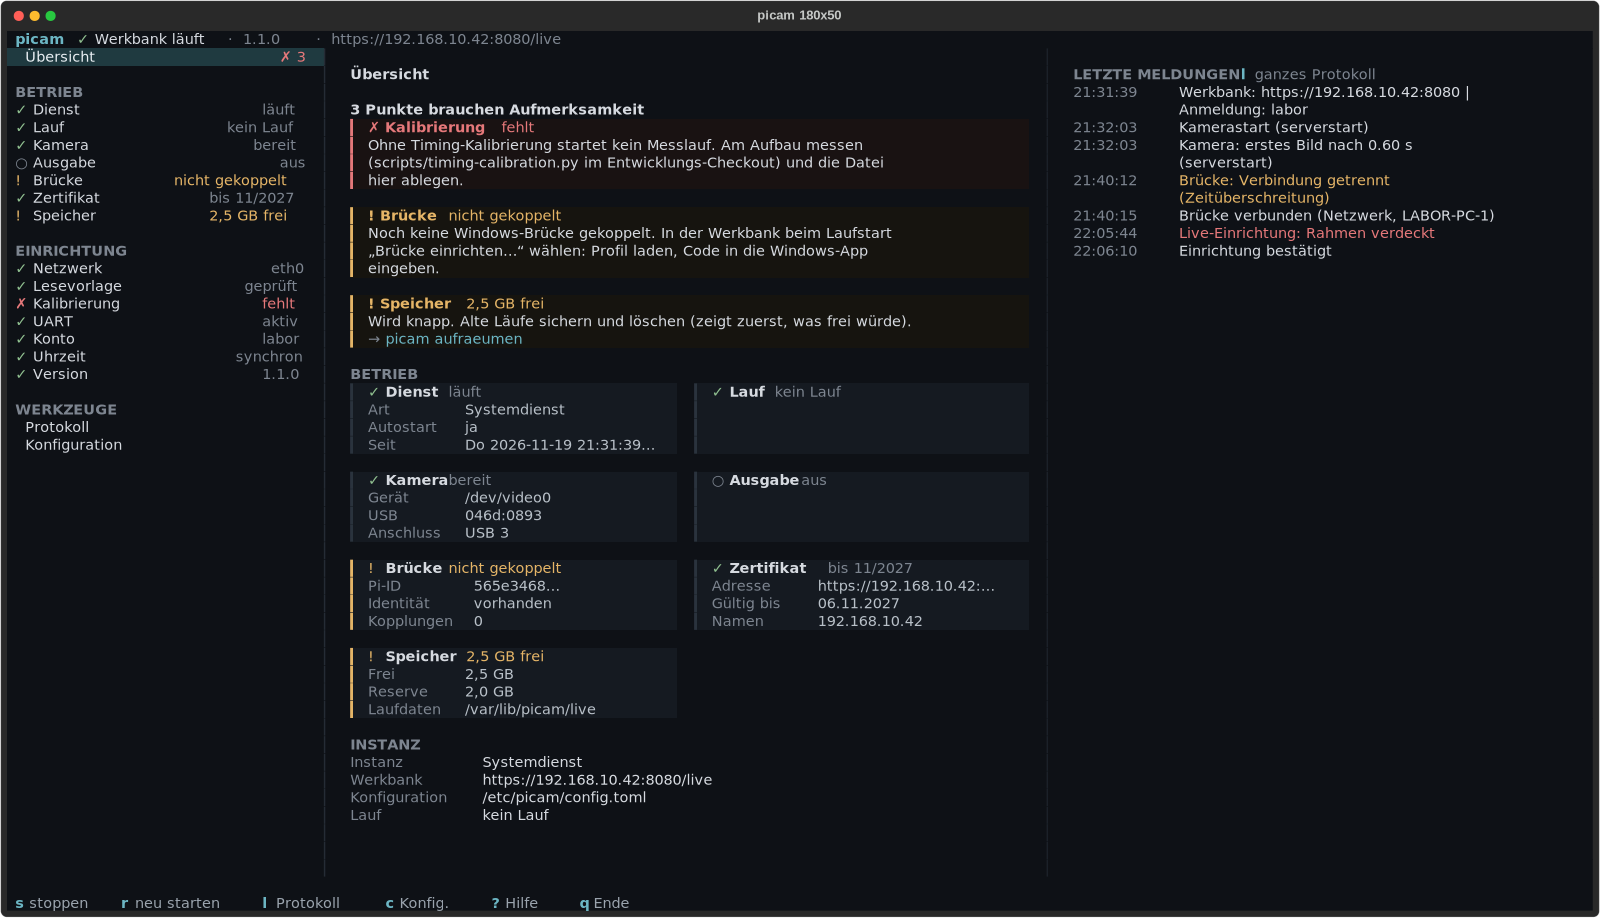 picam 180x50
picam ✓ Werkbank läuft · 1.1.0 · https://192.168.10.42:8080/live
Übersicht ✗ 3
BETRIEB
✓ Dienst läuft
✓ Lauf kein Lauf
✓ Kamera bereit
○ Ausgabe aus
! Brücke nicht gekoppelt
✓ Zertifikat bis 11/2027
! Speicher 2,5 GB frei
EINRICHTUNG
✓ Netzwerk eth0
✓ Lesevorlage geprüft
✗ Kalibrierung fehlt
✓ UART aktiv
✓ Konto labor
✓ Uhrzeit synchron
✓ Version 1.1.0
WERKZEUGE
Protokoll
Konfiguration
Übersicht
3 Punkte brauchen Aufmerksamkeit
✗ Kalibrierung fehlt
Ohne Timing-Kalibrierung startet kein Messlauf. Am Aufbau messen
(scripts/timing-calibration.py im Entwicklungs-Checkout) und die Datei
hier ablegen.
! Brücke nicht gekoppelt
Noch keine Windows-Brücke gekoppelt. In der Werkbank beim Laufstart
„Brücke einrichten…“ wählen: Profil laden, Code in die Windows-App
eingeben.
! Speicher 2,5 GB frei
Wird knapp. Alte Läufe sichern und löschen (zeigt zuerst, was frei würde).
→ picam aufraeumen
BETRIEB
✓ Dienst läuft
Art Systemdienst
Autostart ja
Seit Do 2026-11-19 21:31:39…
✓ Lauf kein Lauf
✓ Kamera bereit
Gerät /dev/video0
USB 046d:0893
Anschluss USB 3
○ Ausgabe aus
! Brücke nicht gekoppelt
Pi-ID 565e3468…
Identität vorhanden
Kopplungen 0
✓ Zertifikat bis 11/2027
Adresse https://192.168.10.42:…
Gültig bis 06.11.2027
Namen 192.168.10.42
! Speicher 2,5 GB frei
Frei 2,5 GB
Reserve 2,0 GB
Laufdaten /var/lib/picam/live
INSTANZ
Instanz Systemdienst
Werkbank https://192.168.10.42:8080/live
Konfiguration /etc/picam/config.toml
Lauf kein Lauf
LETZTE MELDUNGEN l ganzes Protokoll
21:31:39 Werkbank: https://192.168.10.42:8080 |
Anmeldung: labor
21:32:03 Kamerastart (serverstart)
21:32:03 Kamera: erstes Bild nach 0.60 s
(serverstart)
21:40:12 Brücke: Verbindung getrennt
(Zeitüberschreitung)
21:40:15 Brücke verbunden (Netzwerk, LABOR-PC-1)
22:05:44 Live-Einrichtung: Rahmen verdeckt
22:06:10 Einrichtung bestätigt
s stoppen r neu starten l Protokoll c Konfig. ? Hilfe q Ende